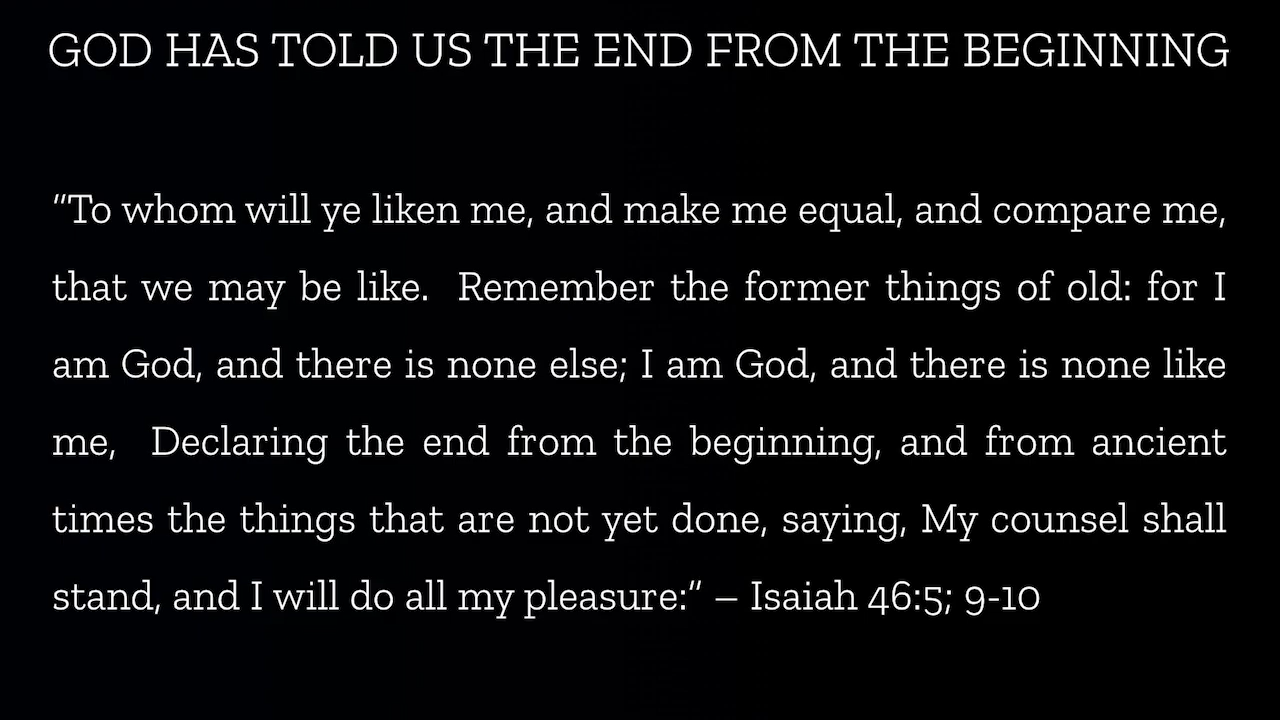 GOD HAS TOLD US THE END FROM THE BEGINNING
"To whom will ye liken me, and make me equal, and compare me,
that we may be like.  Remember the former things of old: for I
am God, and there is none else; I am God, and there is none like
me,  Declaring the end from the beginning, and from ancient
times the things that are not yet done, saying, My counsel shall
stand, and I will do all my pleasure:" – Isaiah 46:5; 9-10